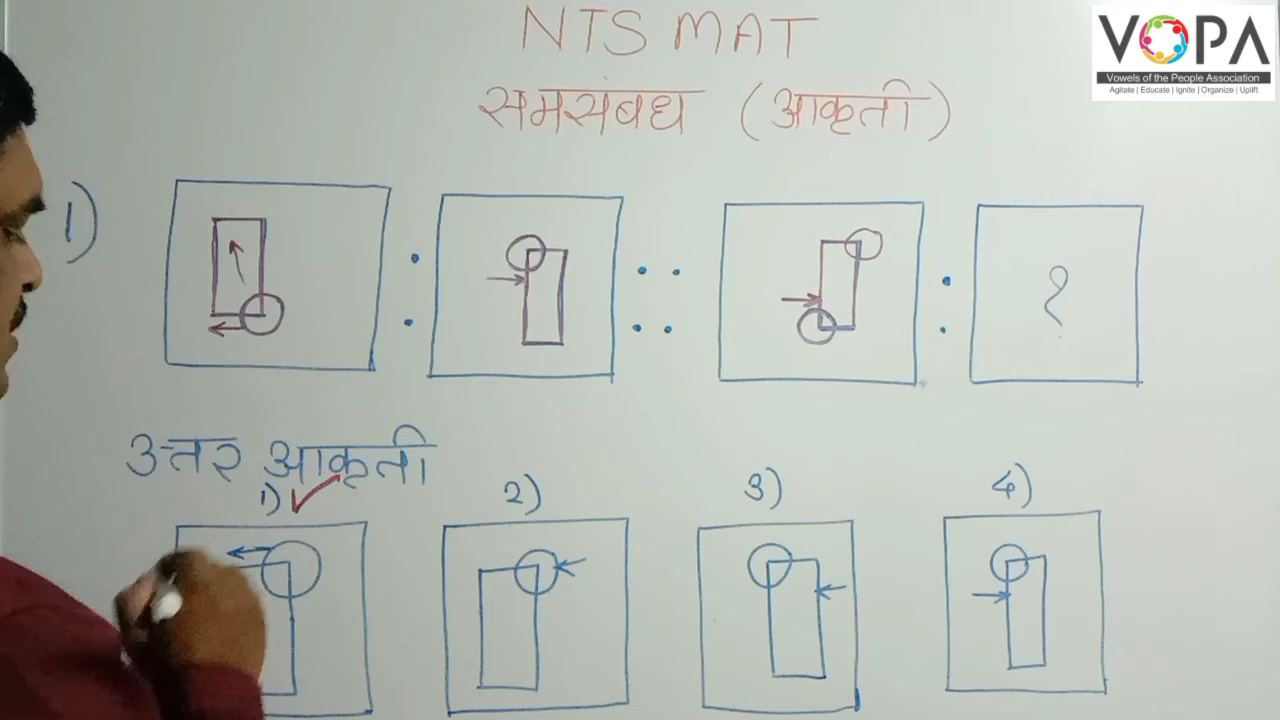 NTS MAT
VOPA
Vowels of the People Association
Agitate | Educate | Ignite | Organize | Uplift
समसंबध (आकृती)
1)
: :: : ?
उत्तर आकृती
1) 2) 3) 4)